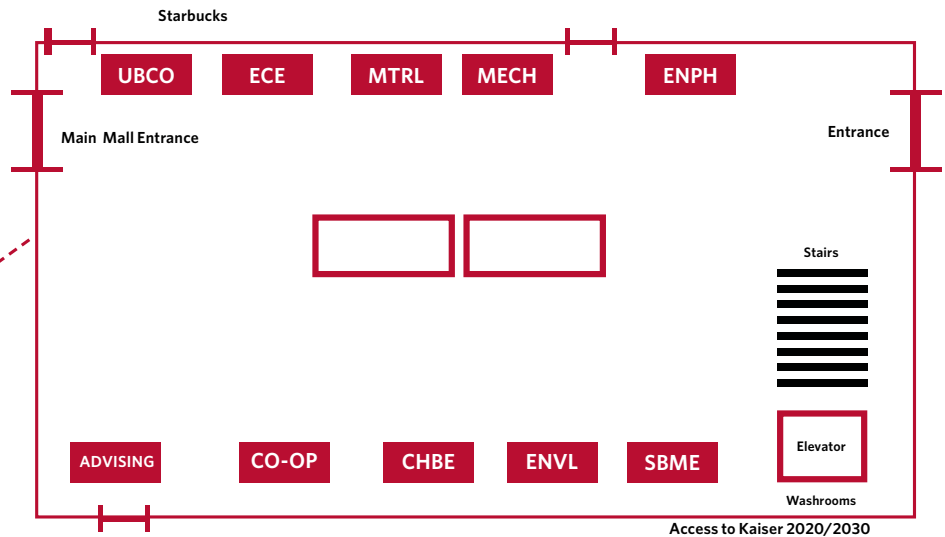 Starbucks
UBCO
ECE
MTRL
MECH
ENPH
Main Mall Entrance
Entrance
Stairs
ADVISING
CO-OP
CHBE
ENVL
SBME
Elevator
Washrooms
Access to Kaiser 2020/2030